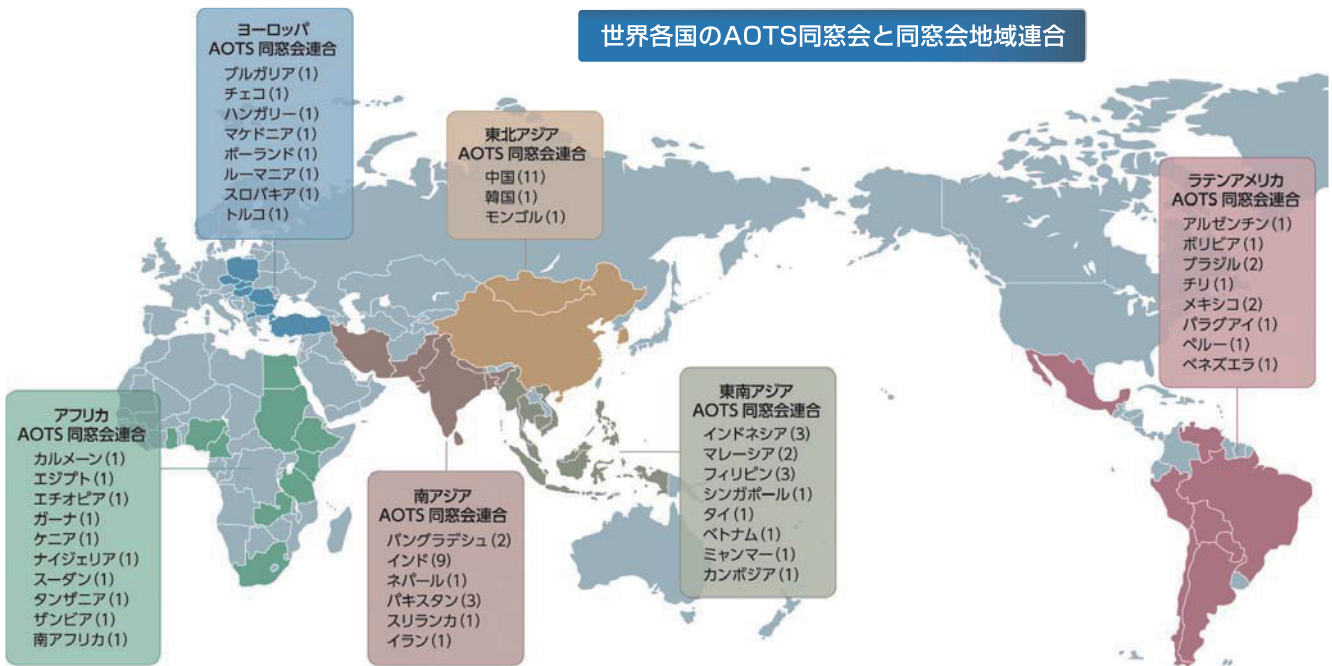 世界各国のAOTS同窓会と同窓会地域連合
ヨーロッパ
AOTS 同窓会連合
ブルガリア(1)
チェコ(1)
ハンガリー(1)
マケドニア(1)
ポーランド(1)
ルーマニア(1)
スロバキア(1)
トルコ(1)
東北アジア
AOTS 同窓会連合
中国(11)
韓国(1)
モンゴル(1)
ラテンアメリカ
AOTS 同窓会連合
アルゼンチン(1)
ボリビア(1)
ブラジル(2)
チリ(1)
メキシコ(2)
パラグアイ(1)
ペルー(1)
ベネズエラ(1)
アフリカ
AOTS 同窓会連合
カルメーン(1)
エジプト(1)
エチオピア(1)
ガーナ(1)
ケニア(1)
ナイジェリア(1)
スーダン(1)
タンザニア(1)
ザンビア(1)
南アフリカ(1)
南アジア
AOTS 同窓会連合
バングラデシュ(2)
インド(9)
ネパール(1)
パキスタン(3)
スリランカ(1)
イラン(1)
東南アジア
AOTS 同窓会連合
インドネシア(3)
マレーシア(2)
フィリピン(3)
シンガポール(1)
タイ(1)
ベトナム(1)
ミャンマー(1)
カンボジア(1)